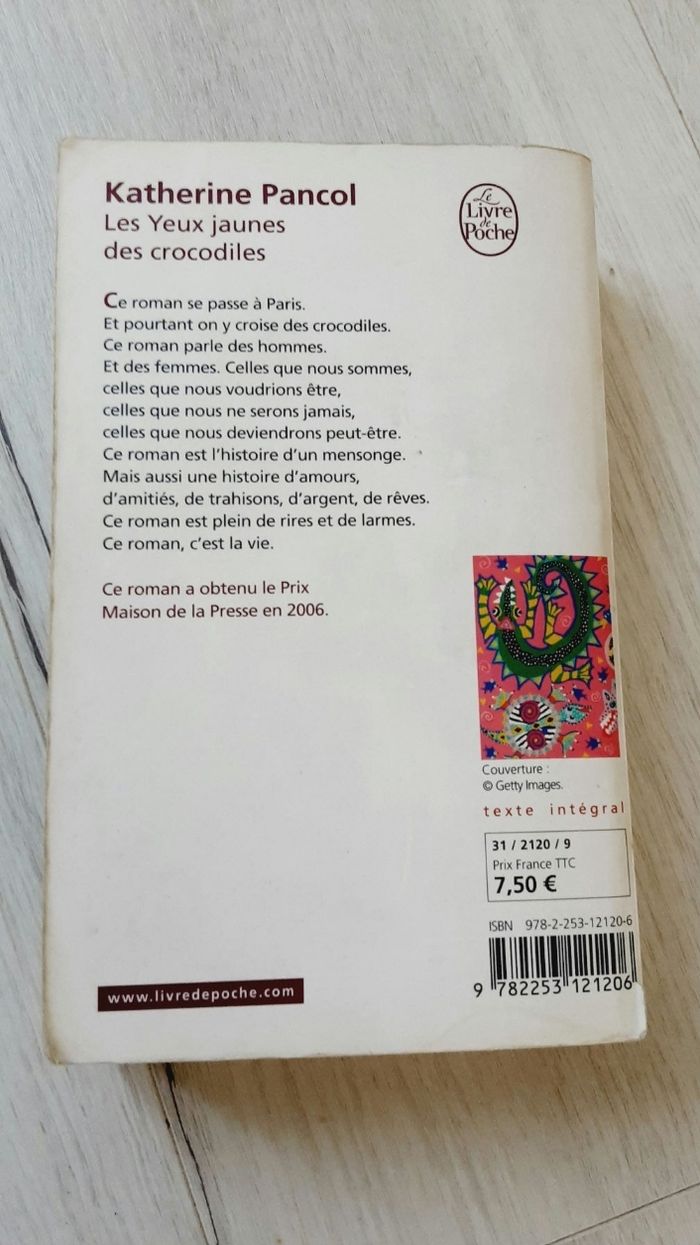 Katherine Pancol
Les Yeux jaunes
des crocodiles
Le
Livre
de
Poche
Ce roman se passe à Paris.
Et pourtant on y croise des crocodiles.
Ce roman parle des hommes.
Et des femmes. Celles que nous sommes,
celles que nous voudrions être,
celles que nous ne serons jamais,
celles que nous deviendrons peut-être.
Ce roman est l'histoire d'un mensonge.
Mais aussi une histoire d'amours,
d'amitiés, de trahisons, d'argent, de rêves.
Ce roman est plein de rires et de larmes.
Ce roman, c'est la vie.
Ce roman a obtenu le Prix
Maison de la Presse en 2006.
Couverture :
© Getty Images.
texte intégral
31 / 2120 / 9
Prix France TTC
7,50 €
ISBN 978-2-253-12120-6
9 782253 121206
www.livredepoche.com